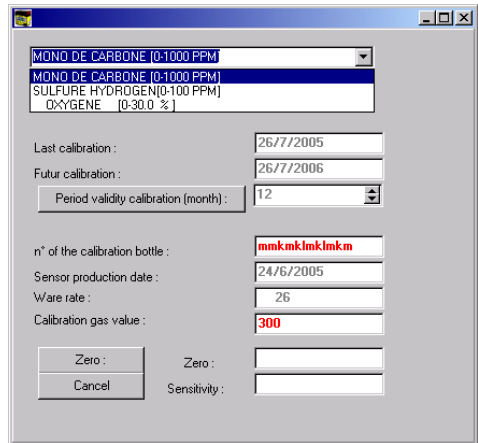 MONO DE CARBONE [0-1000 PPM]
MONO DE CARBONE [0-1000 PPM]
SULFURE HYDROGEN[0-100 PPM]
OXYGENE [0-30.0 % ]
Last calibration : 26/7/2005
Futur calibration : 26/7/2006
Period validity calibration (month) : 12
n° of the calibration bottle : mmkmklmklmkm
Sensor production date : 24/6/2005
Ware rate : 26
Calibration gas value : 300
Zero : Zero :
Cancel Sensitivity :